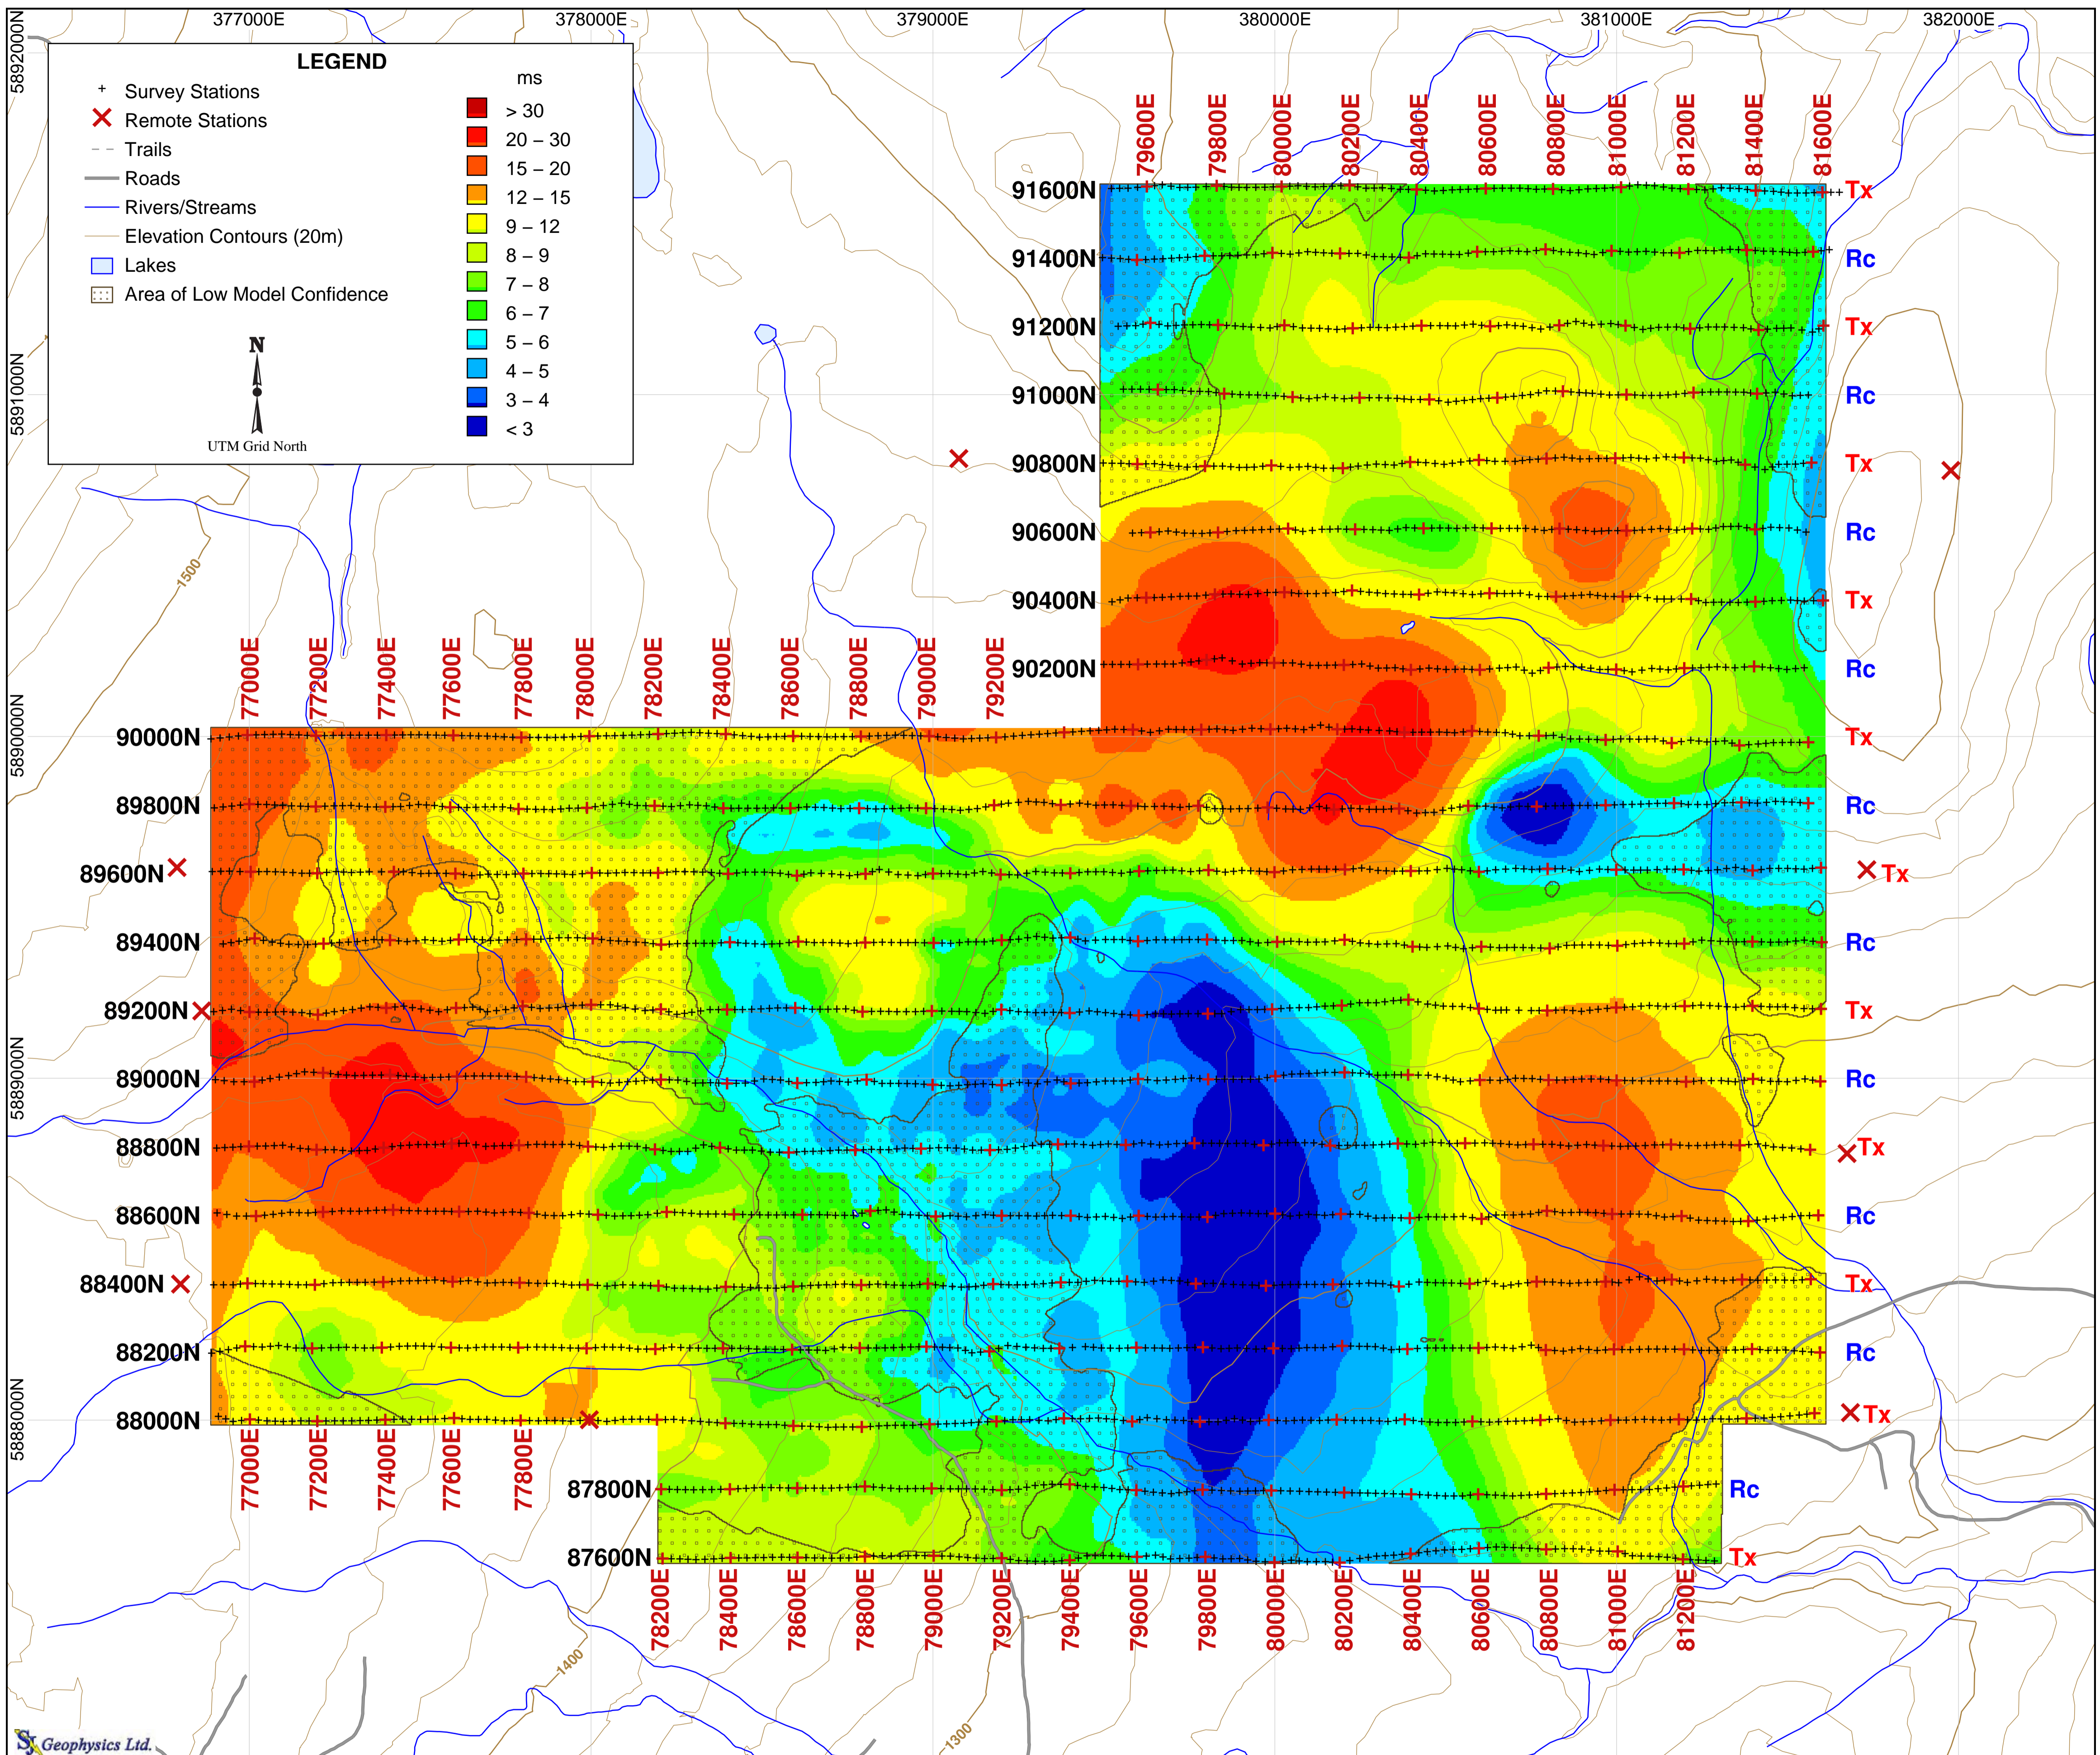 377000E 378000E 379000E 380000E 381000E 382000E
5892000N
5891000N
5890000N
5889000N
5888000N
LEGEND
Survey Stations
Remote Stations
Trails
Roads
Rivers/Streams
Elevation Contours (20m)
Lakes
Area of Low Model Confidence
N
UTM Grid North
ms
> 30
20 – 30
15 – 20
12 – 15
9 – 12
8 – 9
7 – 8
6 – 7
5 – 6
4 – 5
3 – 4
< 3
79600E 79800E 80000E 80200E 80400E 80600E 80800E 81000E 81200E 81400E 81600E
91600N Tx
91400N Rc
91200N Tx
91000N Rc
90800N Tx
90600N Rc
90400N Tx
90200N Rc
1500
77000E 77200E 77400E 77600E 77800E 78000E 78200E 78400E 78600E 78800E 79000E 79200E
90000N Tx
89800N Rc
89600N Tx
89400N Rc
89200N Tx
89000N Rc
88800N Tx
88600N Rc
88400N Tx
88200N Rc
88000N Tx
77000E 77200E 77400E 77600E 77800E
87800N Rc
87600N Tx
78200E 78400E 78600E 78800E 79000E 79200E 79400E 79600E 79800E 80000E 80200E 80400E 80600E 80800E 81000E 81200E
1400
1300
SJ Geophysics Ltd.